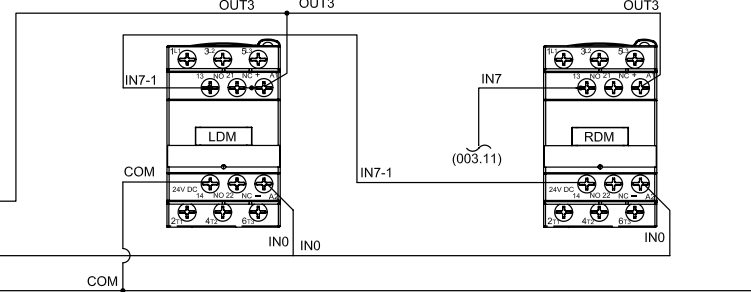 OUT3 OUT3 OUT3
1L1 3L2 5L3 1L1 3L2 5L3
13 NO 21 NC + A1 13 NO 21 NC + A1
IN7-1 IN7
LDM RDM
(003.11)
COM IN7-1
24V DC 24V DC
14 NO 22 NC − A2 14 NO 22 NC − A2
2T1 4T2 6T3 2T1 4T2 6T3
IN0 IN0 IN0
COM